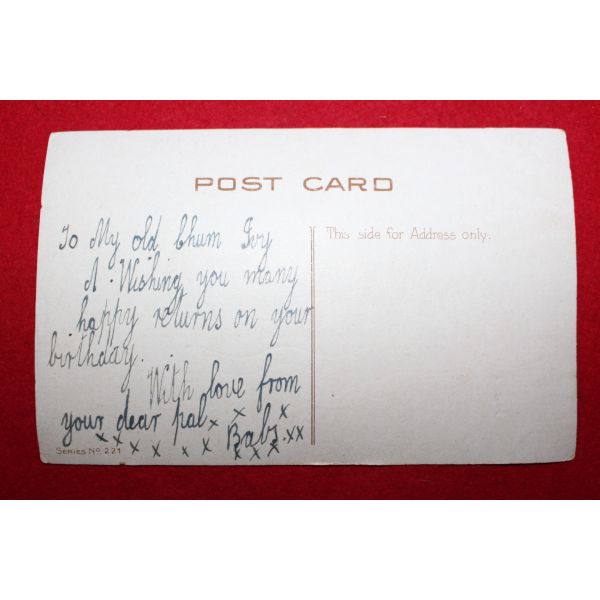 POST CARD
This side for Address only.
To My old Chum Ivy
A. Wishing you many
happy returns on your
birthday.
With love from
your dear pal. x x
x x x x x x Babs. x x
x x x
SERIES No. 221